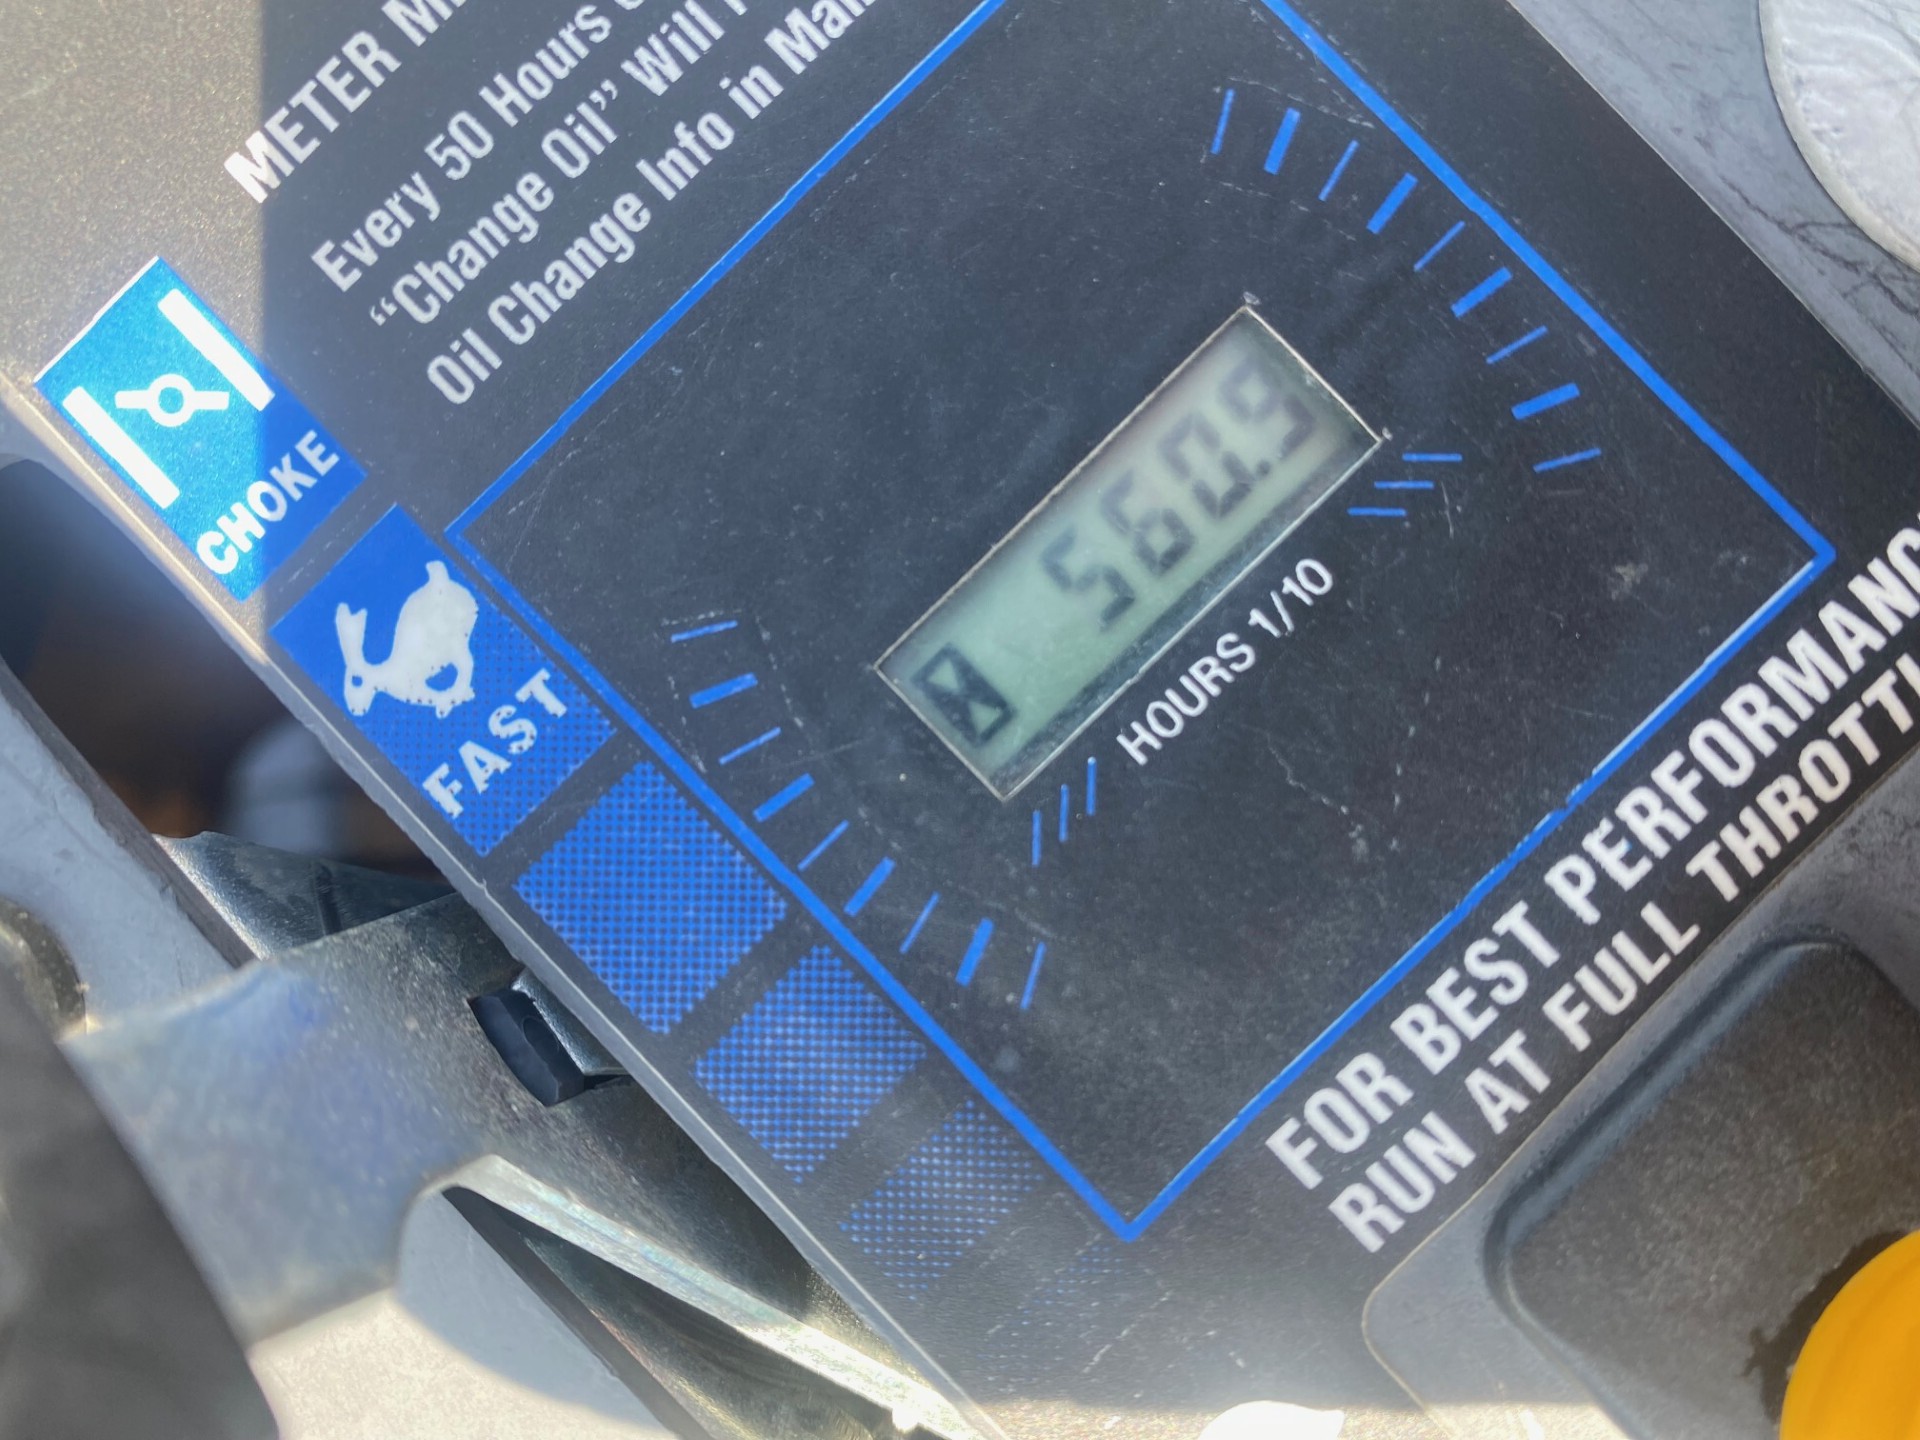 METER
Every 50 Hours
“Change Oil” Will
Oil Change Info in
CHOKE
FAST
560.9
HOURS 1/10
FOR BEST PERFORMANC
RUN AT FULL THROTTL